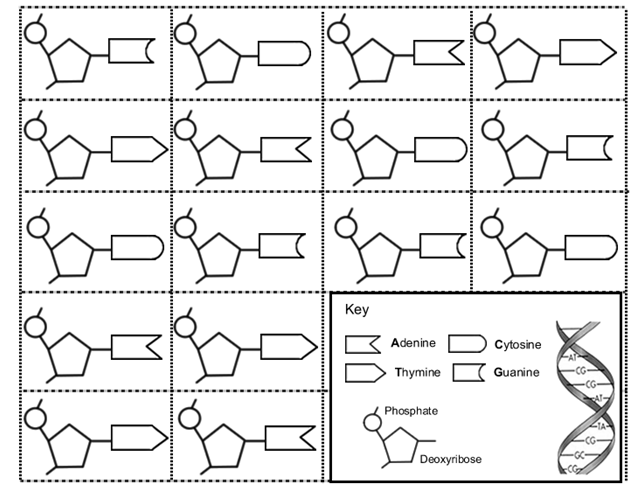 Key
Adenine
Cytosine
Thymine
Guanine
Phosphate
Deoxyribose
AT
CG
CG
AT
TA
CG
GC
CG